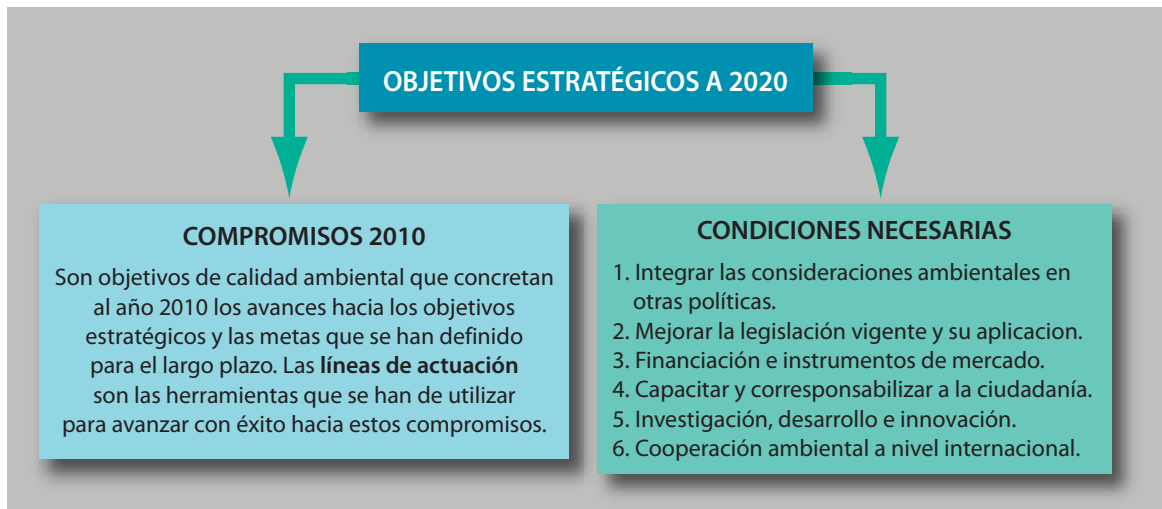 OBJETIVOS ESTRATÉGICOS A 2020
COMPROMISOS 2010
Son objetivos de calidad ambiental que concretan
al año 2010 los avances hacia los objetivos
estratégicos y las metas que se han definido
para el largo plazo. Las líneas de actuación
son las herramientas que se han de utilizar
para avanzar con éxito hacia estos compromisos.
CONDICIONES NECESARIAS
1. Integrar las consideraciones ambientales en
otras políticas.
2. Mejorar la legislación vigente y su aplicacion.
3. Financiación e instrumentos de mercado.
4. Capacitar y corresponsabilizar a la ciudadanía.
5. Investigación, desarrollo e innovación.
6. Cooperación ambiental a nivel internacional.